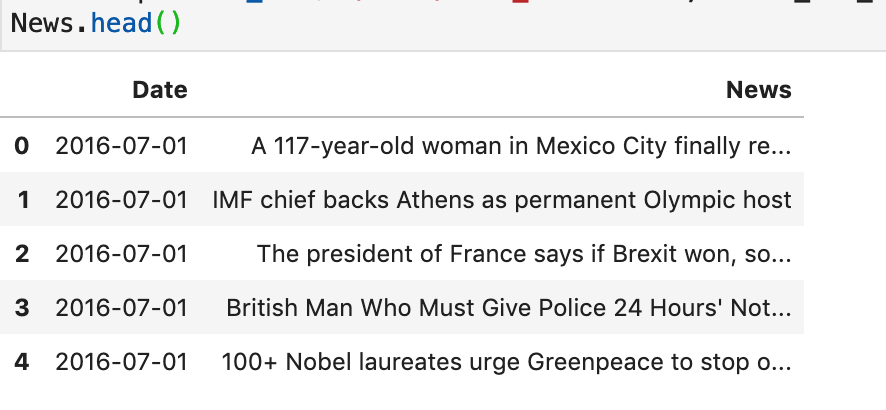 News.head()
Date News
0 2016-07-01 A 117-year-old woman in Mexico City finally re...
1 2016-07-01 IMF chief backs Athens as permanent Olympic host
2 2016-07-01 The president of France says if Brexit won, so...
3 2016-07-01 British Man Who Must Give Police 24 Hours' Not...
4 2016-07-01 100+ Nobel laureates urge Greenpeace to stop o...